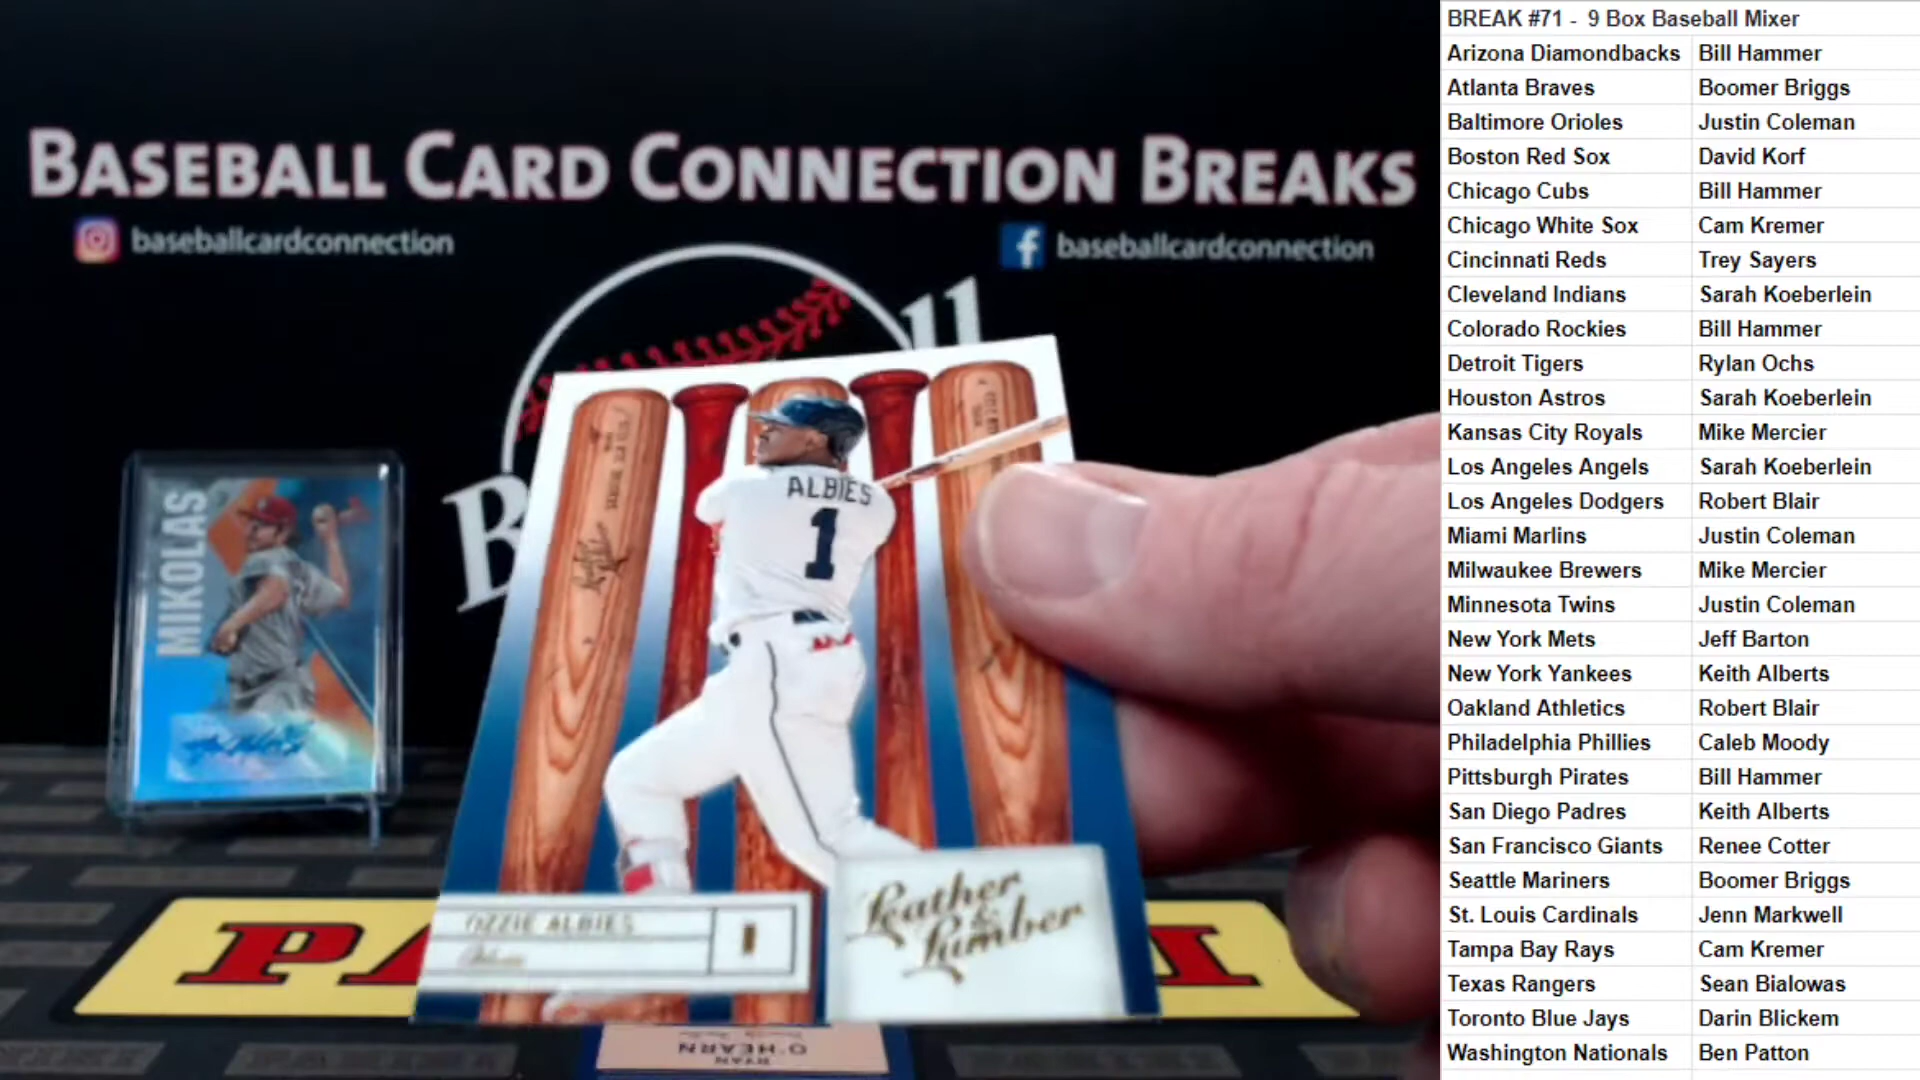 BASEBALL CARD CONNECTION BREAKS
baseballcardconnection
baseballcardconnection
MIKOLAS
ALBIES
1
OZZIE ALBIES
Leather
&
Lumber
RYAN
O'HEARN
BREAK #71 - 9 Box Baseball Mixer
Arizona Diamondbacks Bill Hammer
Atlanta Braves Boomer Briggs
Baltimore Orioles Justin Coleman
Boston Red Sox David Korf
Chicago Cubs Bill Hammer
Chicago White Sox Cam Kremer
Cincinnati Reds Trey Sayers
Cleveland Indians Sarah Koeberlein
Colorado Rockies Bill Hammer
Detroit Tigers Rylan Ochs
Houston Astros Sarah Koeberlein
Kansas City Royals Mike Mercier
Los Angeles Angels Sarah Koeberlein
Los Angeles Dodgers Robert Blair
Miami Marlins Justin Coleman
Milwaukee Brewers Mike Mercier
Minnesota Twins Justin Coleman
New York Mets Jeff Barton
New York Yankees Keith Alberts
Oakland Athletics Robert Blair
Philadelphia Phillies Caleb Moody
Pittsburgh Pirates Bill Hammer
San Diego Padres Keith Alberts
San Francisco Giants Renee Cotter
Seattle Mariners Boomer Briggs
St. Louis Cardinals Jenn Markwell
Tampa Bay Rays Cam Kremer
Texas Rangers Sean Bialowas
Toronto Blue Jays Darin Blickem
Washington Nationals Ben Patton